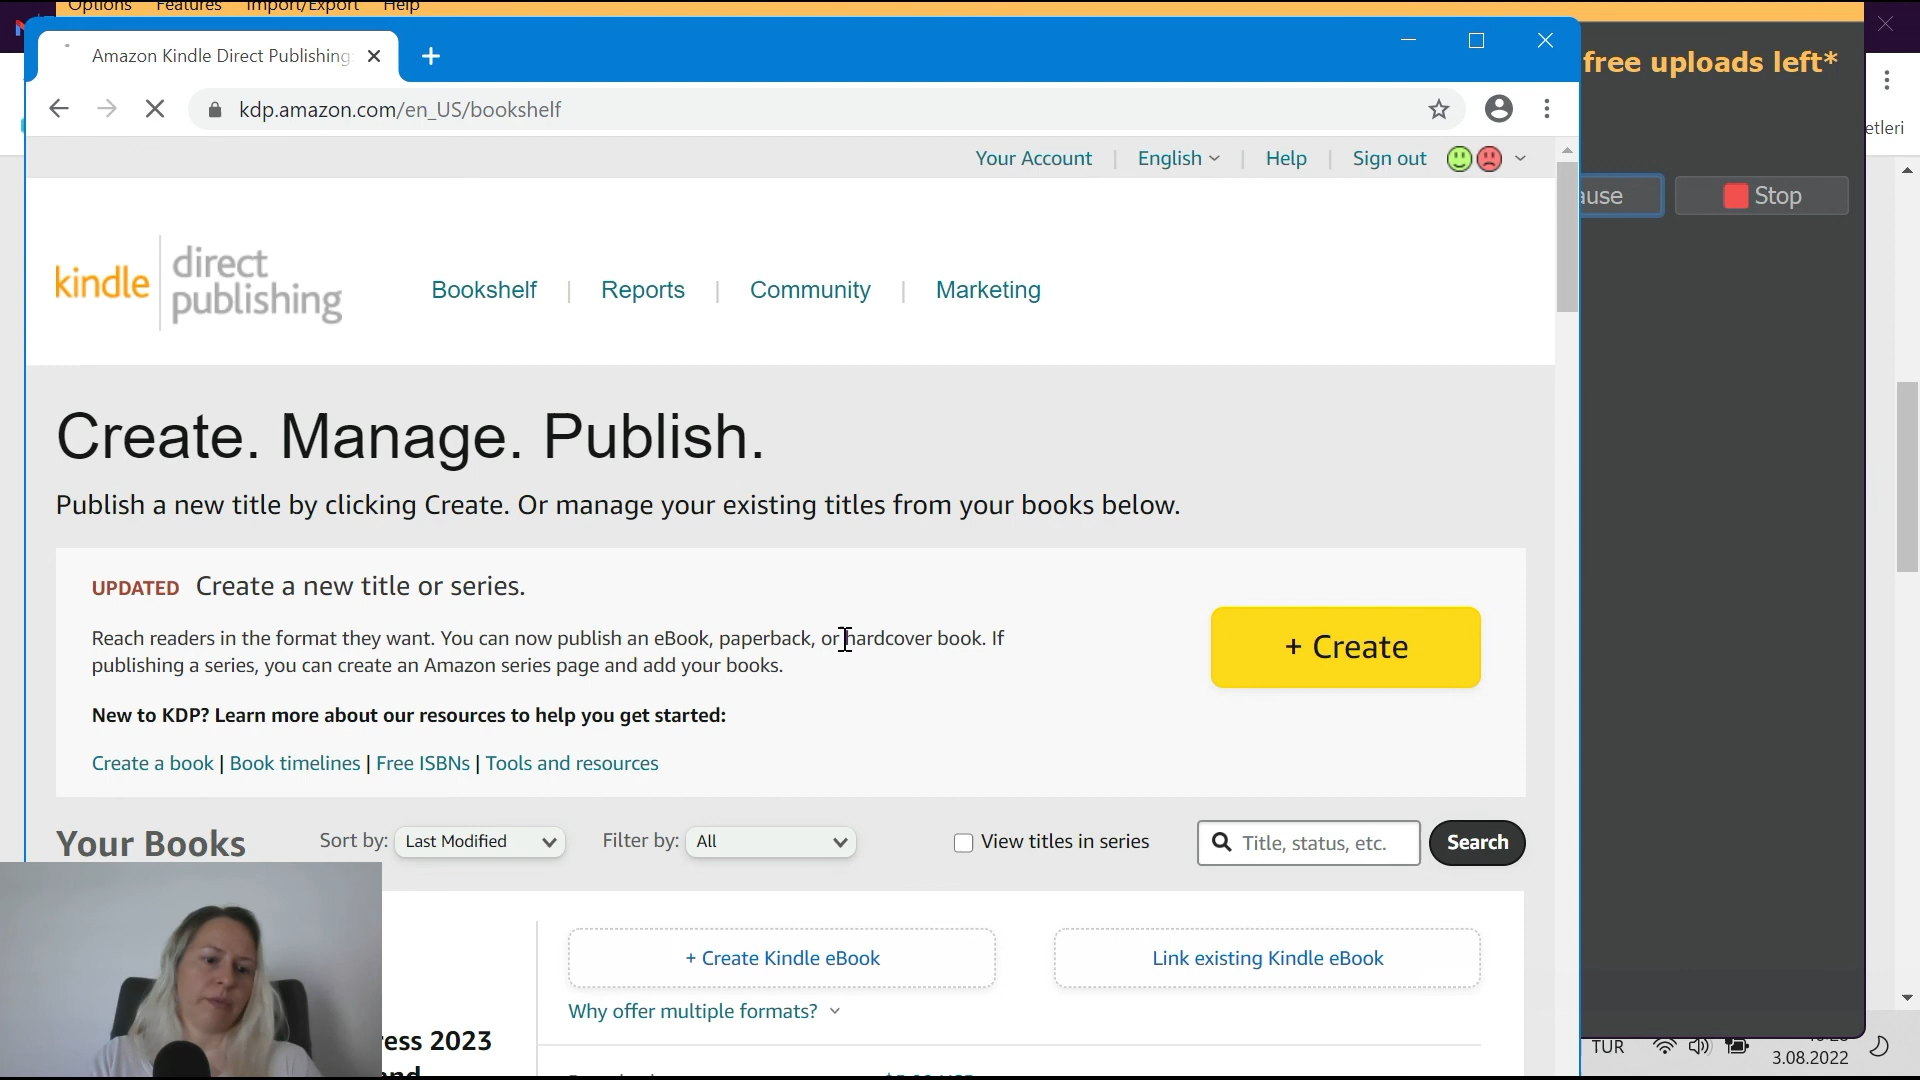 Options Features Import/Export Help
Amazon Kindle Direct Publishing
free uploads left*
kdp.amazon.com/en_US/bookshelf
etleri
Your Account | English | Help | Sign out
Stop
kindle direct publishing
Bookshelf | Reports | Community | Marketing
Create. Manage. Publish.
Publish a new title by clicking Create. Or manage your existing titles from your books below.
UPDATED Create a new title or series.
Reach readers in the format they want. You can now publish an eBook, paperback, or hardcover book. If
publishing a series, you can create an Amazon series page and add your books.
+ Create
New to KDP? Learn more about our resources to help you get started:
Create a book | Book timelines | Free ISBNs | Tools and resources
Your Books Sort by: Last Modified Filter by: All View titles in series Title, status, etc. Search
+ Create Kindle eBook Link existing Kindle eBook
Why offer multiple formats?
ess 2023
TUR
3.08.2022